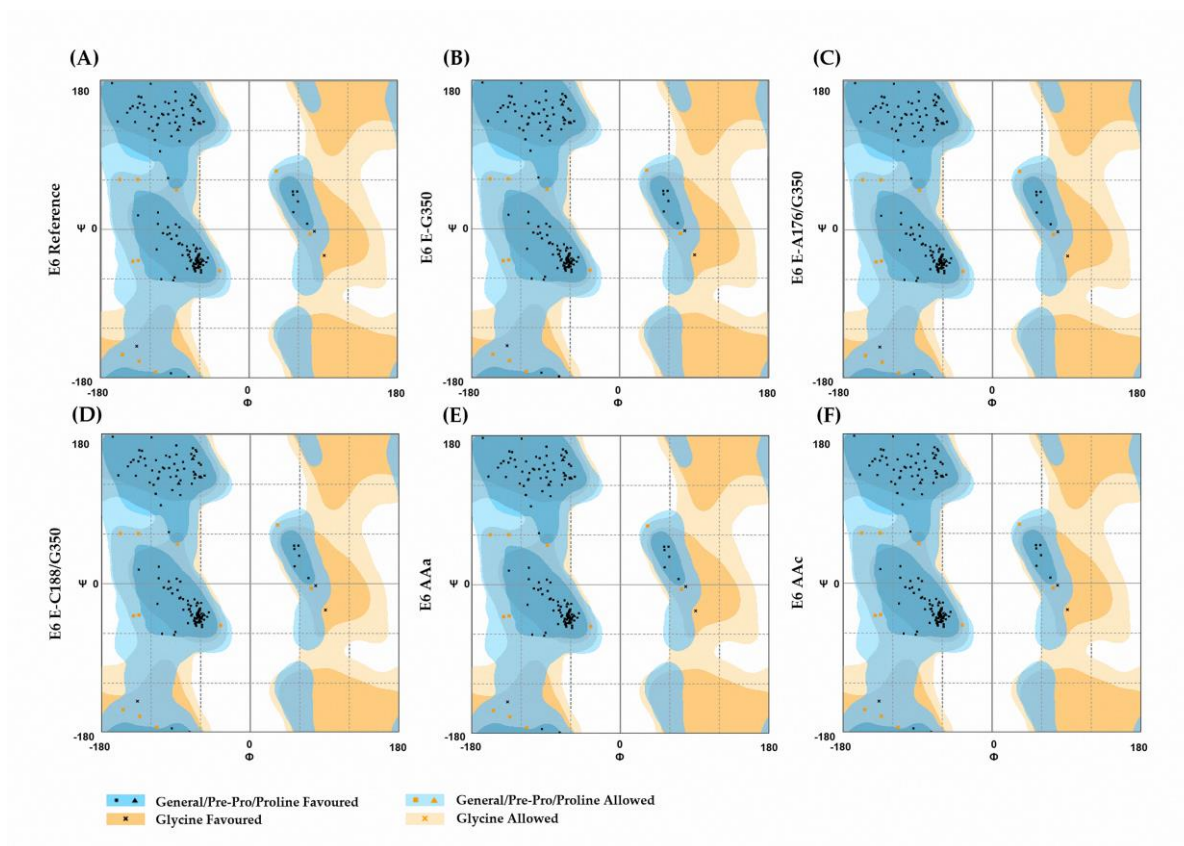 (A) (B) (C)
180 180 180
E6 Reference E6 E-G350 E6 E-A176/G350
Ψ 0 Ψ 0 Ψ 0
-180 -180 -180
-180 0 180 -180 0 180 -180 0 180
Φ Φ Φ
(D) (E) (F)
180 180 180
E6 E-C188/G350 E6 AAa E6 AAc
Ψ 0 Ψ 0 Ψ 0
-180 -180 -180
-180 0 180 -180 0 180 -180 0 180
Φ Φ Φ
General/Pre-Pro/Proline Favoured General/Pre-Pro/Proline Allowed
Glycine Favoured Glycine Allowed